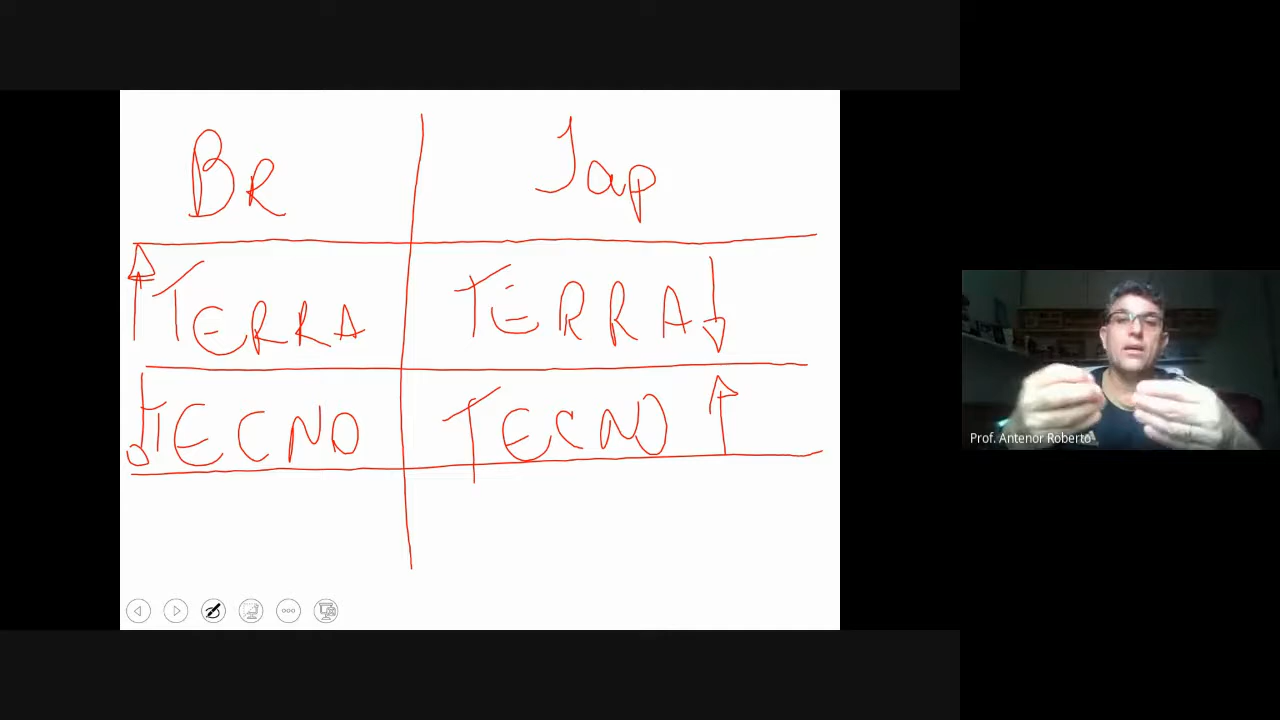 BR Jap
↑ TERRA TERRA ↓
↓ TECNO TECNO ↑
Prof. Antenor Roberto